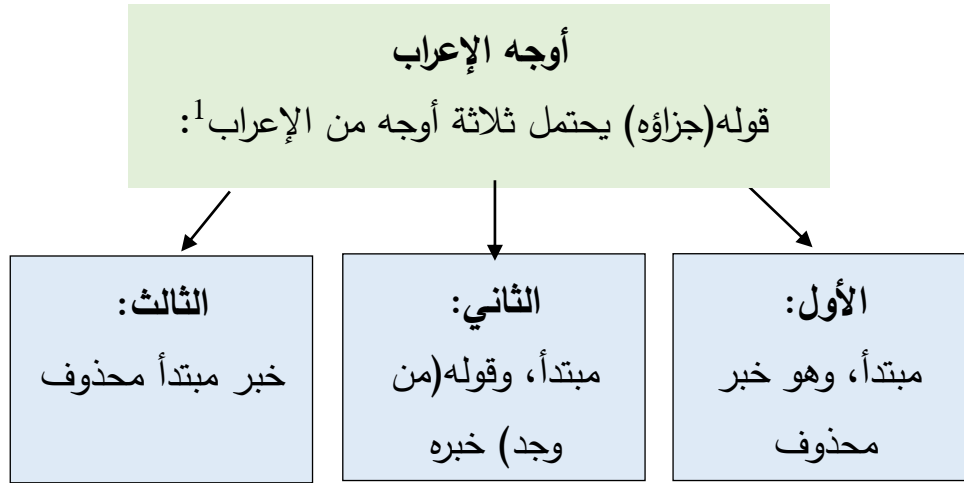 أوجه الإعراب
قوله(جزاؤه) يحتمل ثلاثة أوجه من الإعراب1:
الأول:
مبتدأ، وهو خبر
محذوف
الثاني:
مبتدأ، وقوله(من
وجد) خبره
الثالث:
خبر مبتدأ محذوف